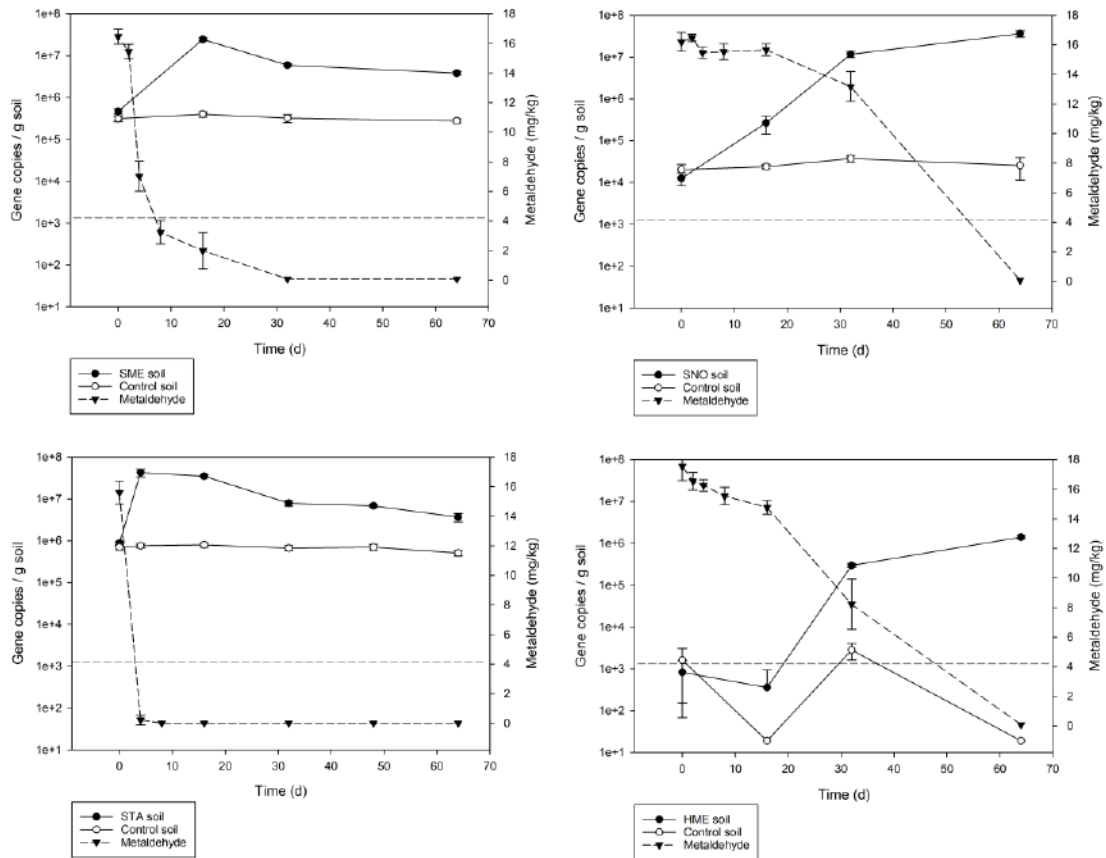 Gene copies / g soil
1e+8
1e+7
1e+6
1e+5
1e+4
1e+3
1e+2
1e+1
18
16
14
12
10
8
6
4
2
0
Metaldehyde (mg/kg)
0 10 20 30 40 50 60 70
Time (d)
SME soil
Control soil
Metaldehyde
Gene copies / g soil
1e+8
1e+7
1e+6
1e+5
1e+4
1e+3
1e+2
1e+1
18
16
14
12
10
8
6
4
2
0
Metaldehyde (mg/kg)
0 10 20 30 40 50 60 70
Time (d)
SNO soil
Control soil
Metaldehyde
Gene copies / g soil
1e+8
1e+7
1e+6
1e+5
1e+4
1e+3
1e+2
1e+1
18
16
14
12
10
8
6
4
2
0
Metaldehyde (mg/kg)
0 10 20 30 40 50 60 70
Time (d)
STA soil
Control soil
Metaldehyde
Gene copies / g soil
1e+8
1e+7
1e+6
1e+5
1e+4
1e+3
1e+2
1e+1
18
16
14
12
10
8
6
4
2
0
Metaldehyde (mg/kg)
0 10 20 30 40 50 60 70
Time (d)
HME soil
Control soil
Metaldehyde